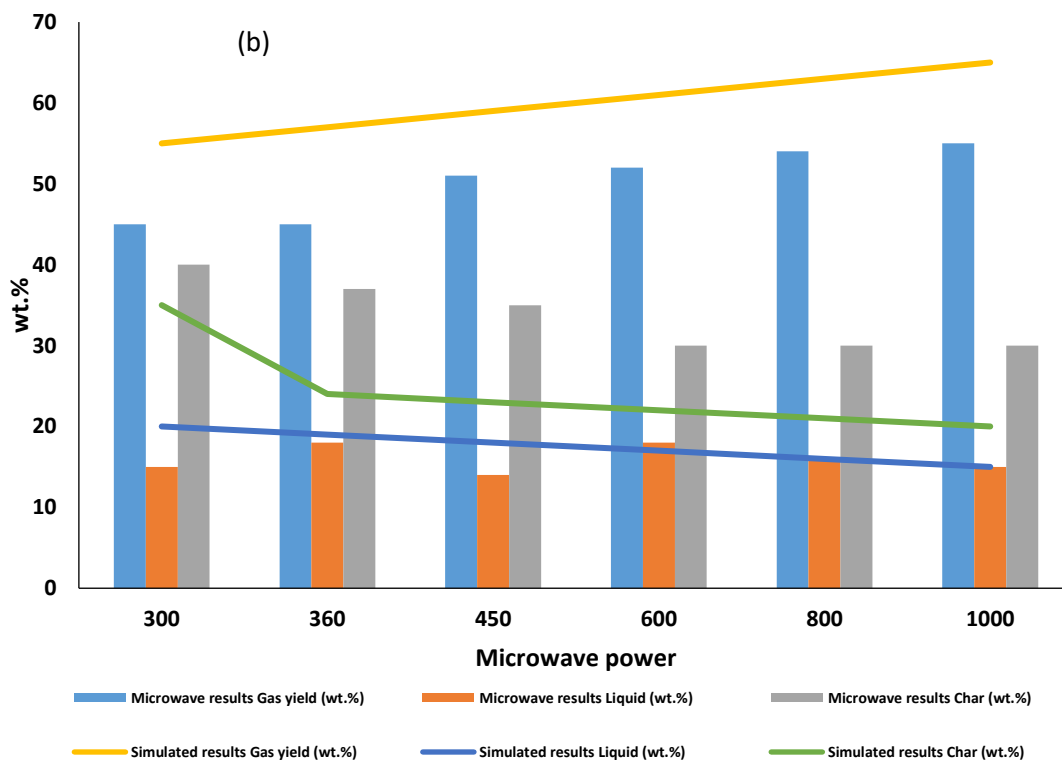 70
(b)
60
50
40
30
20
10
0
wt.%
300 360 450 600 800 1000
Microwave power
Microwave results Gas yield (wt.%) Microwave results Liquid (wt.%) Microwave results Char (wt.%)
Simulated results Gas yield (wt.%) Simulated results Liquid (wt.%) Simulated results Char (wt.%)